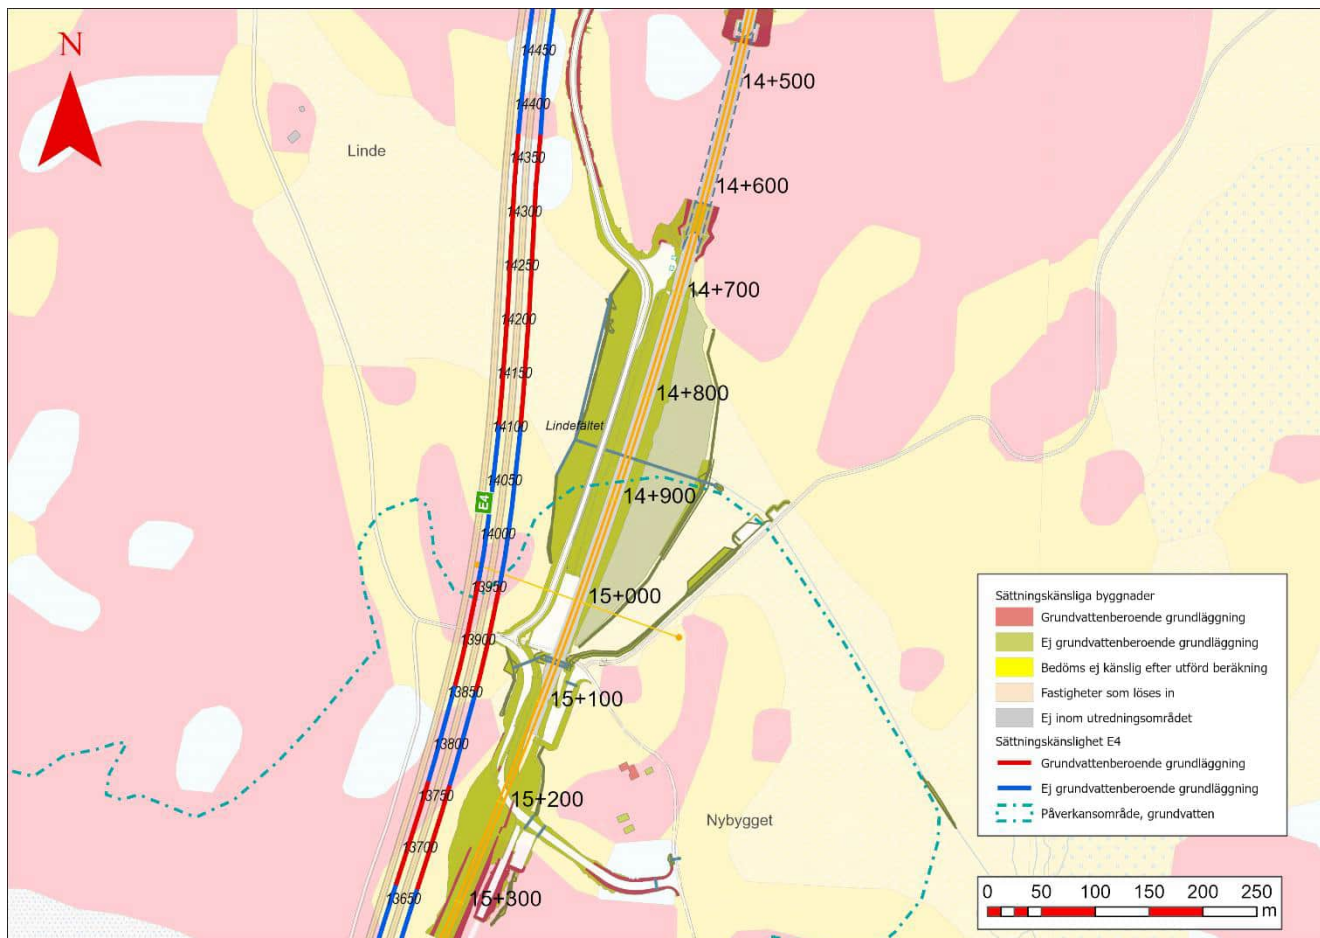 N
14450
14400
14350
14300
14250
14200
14150
14100
14050
14000
13950
13900
13850
13800
13750
13700
13650
Linde
E4
Lindefältet
14+500
14+600
14+700
14+800
14+900
15+000
15+100
15+200
15+300
Nybygget
Sättningskänsliga byggnader
Grundvattenberoende grundläggning
Ej grundvattenberoende grundläggning
Bedöms ej känslig efter utförd beräkning
Fastigheter som löses in
Ej inom utredningsområdet
Sättningskänslighet E4
Grundvattenberoende grundläggning
Ej grundvattenberoende grundläggning
Påverkansområde, grundvatten
0 50 100 150 200 250
m